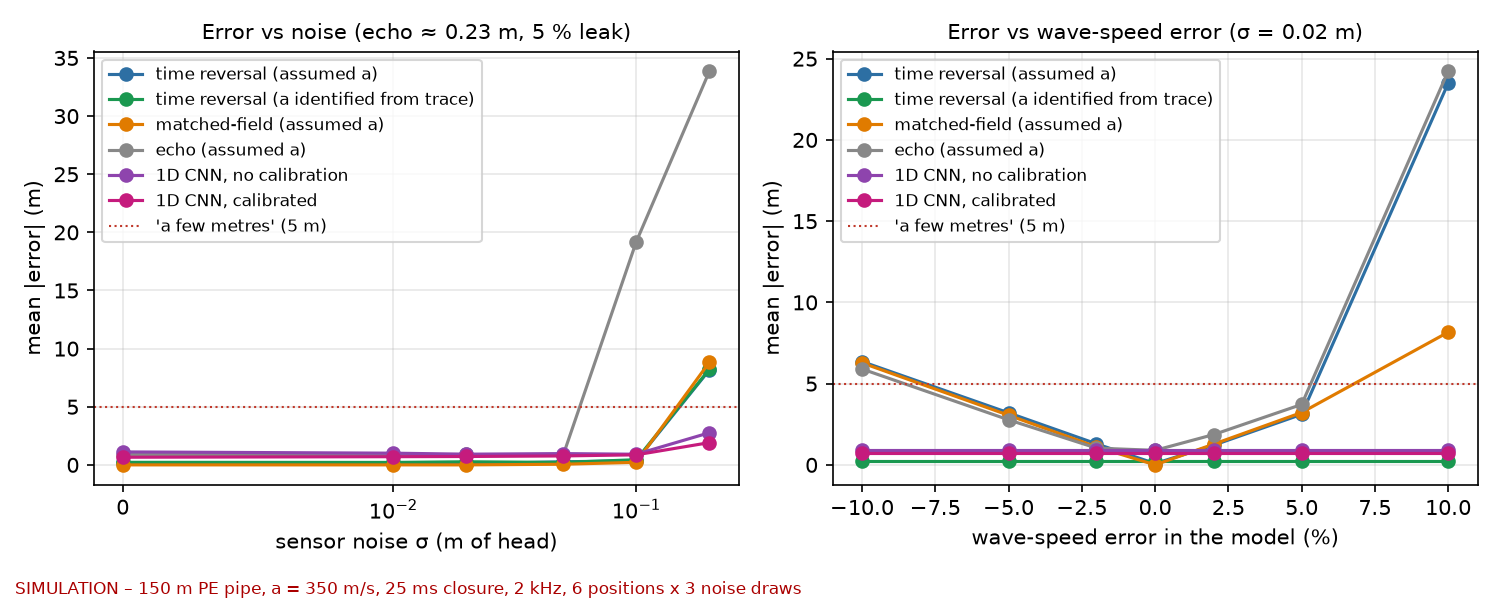 Error vs noise (echo ≈ 0.23 m, 5 % leak)
mean |error| (m)
35
30
25
20
15
10
5
0
time reversal (assumed a)
time reversal (a identified from trace)
matched-field (assumed a)
echo (assumed a)
1D CNN, no calibration
1D CNN, calibrated
'a few metres' (5 m)
0
10⁻²
10⁻¹
sensor noise σ (m of head)
Error vs wave-speed error (σ = 0.02 m)
mean |error| (m)
25
20
15
10
5
0
time reversal (assumed a)
time reversal (a identified from trace)
matched-field (assumed a)
echo (assumed a)
1D CNN, no calibration
1D CNN, calibrated
'a few metres' (5 m)
−10.0 −7.5 −5.0 −2.5 0.0 2.5 5.0 7.5 10.0
wave-speed error in the model (%)
SIMULATION – 150 m PE pipe, a = 350 m/s, 25 ms closure, 2 kHz, 6 positions x 3 noise draws